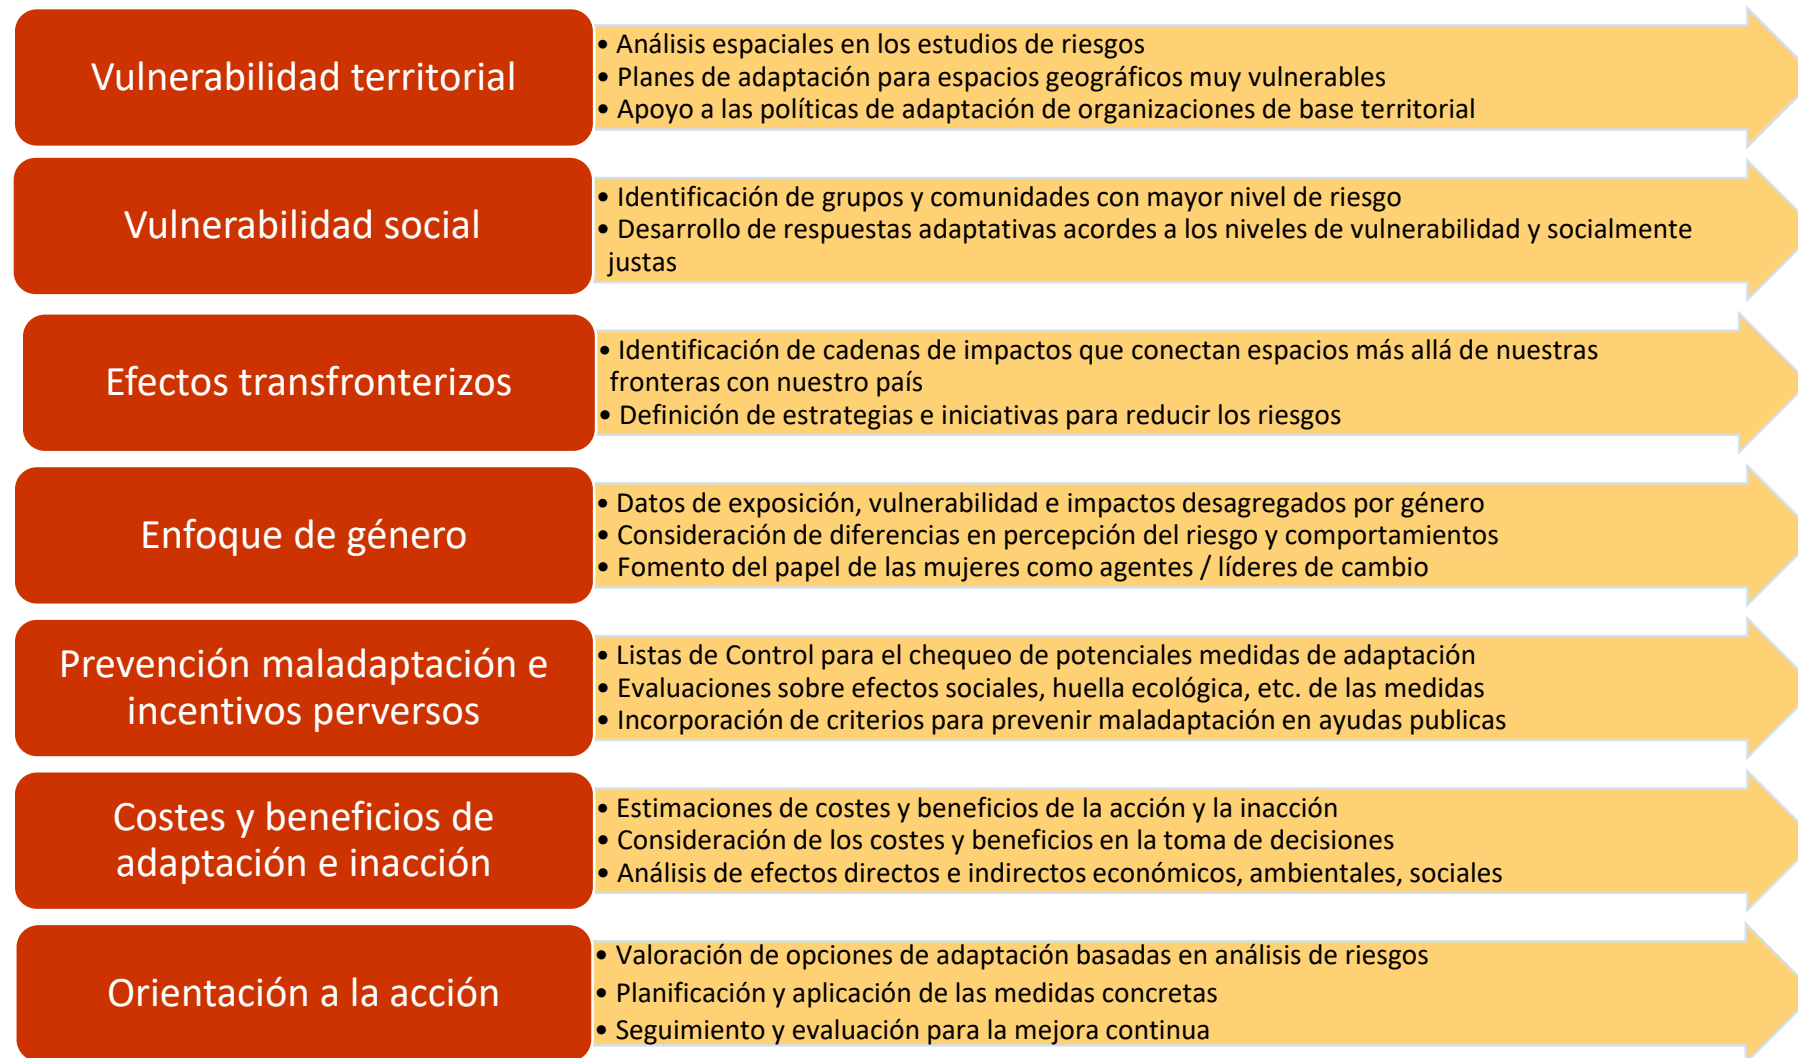 Vulnerabilidad territorial
• Análisis espaciales en los estudios de riesgos
• Planes de adaptación para espacios geográficos muy vulnerables
• Apoyo a las políticas de adaptación de organizaciones de base territorial
Vulnerabilidad social
• Identificación de grupos y comunidades con mayor nivel de riesgo
• Desarrollo de respuestas adaptativas acordes a los niveles de vulnerabilidad y socialmente
justas
Efectos transfronterizos
• Identificación de cadenas de impactos que conectan espacios más allá de nuestras
fronteras con nuestro país
• Definición de estrategias e iniciativas para reducir los riesgos
Enfoque de género
• Datos de exposición, vulnerabilidad e impactos desagregados por género
• Consideración de diferencias en percepción del riesgo y comportamientos
• Fomento del papel de las mujeres como agentes / líderes de cambio
Prevención maladaptación e
incentivos perversos
• Listas de Control para el chequeo de potenciales medidas de adaptación
• Evaluaciones sobre efectos sociales, huella ecológica, etc. de las medidas
• Incorporación de criterios para prevenir maladaptación en ayudas publicas
Costes y beneficios de
adaptación e inacción
• Estimaciones de costes y beneficios de la acción y la inacción
• Consideración de los costes y beneficios en la toma de decisiones
• Análisis de efectos directos e indirectos económicos, ambientales, sociales
Orientación a la acción
• Valoración de opciones de adaptación basadas en análisis de riesgos
• Planificación y aplicación de las medidas concretas
• Seguimiento y evaluación para la mejora continua